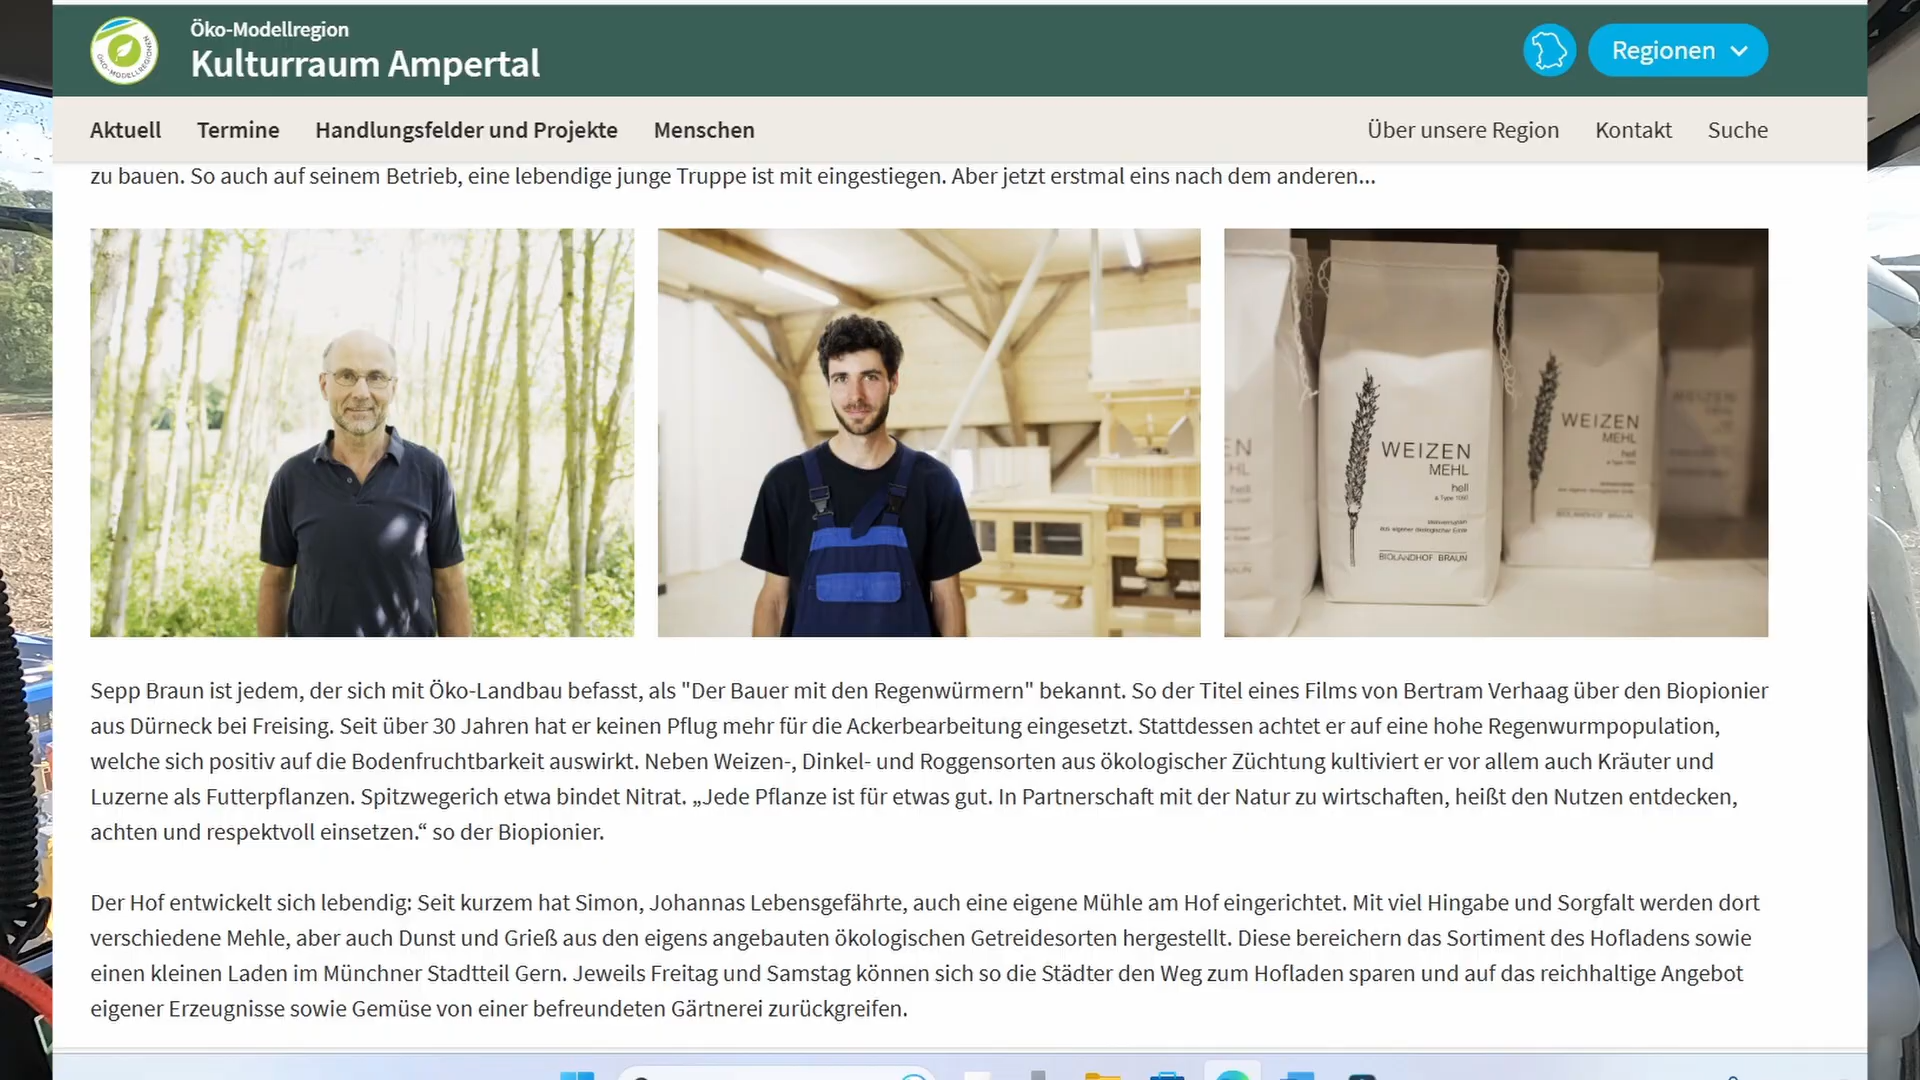 Öko-Modellregion
Kulturraum Ampertal
ÖKO-MODELLREGIONEN
Regionen
Aktuell Termine Handlungsfelder und Projekte Menschen Über unsere Region Kontakt Suche
zu bauen. So auch auf seinem Betrieb, eine lebendige junge Truppe ist mit eingestiegen. Aber jetzt erstmal eins nach dem anderen...
WEIZEN
MEHL
hell
BIOLANDHOF BRAUN
WEIZEN
MEHL
hell
BIOLANDHOF BRAUN
Sepp Braun ist jedem, der sich mit Öko-Landbau befasst, als "Der Bauer mit den Regenwürmern" bekannt. So der Titel eines Films von Bertram Verhaag über den Biopionier
aus Dürneck bei Freising. Seit über 30 Jahren hat er keinen Pflug mehr für die Ackerbearbeitung eingesetzt. Stattdessen achtet er auf eine hohe Regenwurmpopulation,
welche sich positiv auf die Bodenfruchtbarkeit auswirkt. Neben Weizen-, Dinkel- und Roggensorten aus ökologischer Züchtung kultiviert er vor allem auch Kräuter und
Luzerne als Futterpflanzen. Spitzwegerich etwa bindet Nitrat. „Jede Pflanze ist für etwas gut. In Partnerschaft mit der Natur zu wirtschaften, heißt den Nutzen entdecken,
achten und respektvoll einsetzen.“ so der Biopionier.
Der Hof entwickelt sich lebendig: Seit kurzem hat Simon, Johannas Lebensgefährte, auch eine eigene Mühle am Hof eingerichtet. Mit viel Hingabe und Sorgfalt werden dort
verschiedene Mehle, aber auch Dunst und Grieß aus den eigens angebauten ökologischen Getreidesorten hergestellt. Diese bereichern das Sortiment des Hofladens sowie
einen kleinen Laden im Münchner Stadtteil Gern. Jeweils Freitag und Samstag können sich so die Städter den Weg zum Hofladen sparen und auf das reichhaltige Angebot
eigener Erzeugnisse sowie Gemüse von einer befreundeten Gärtnerei zurückgreifen.